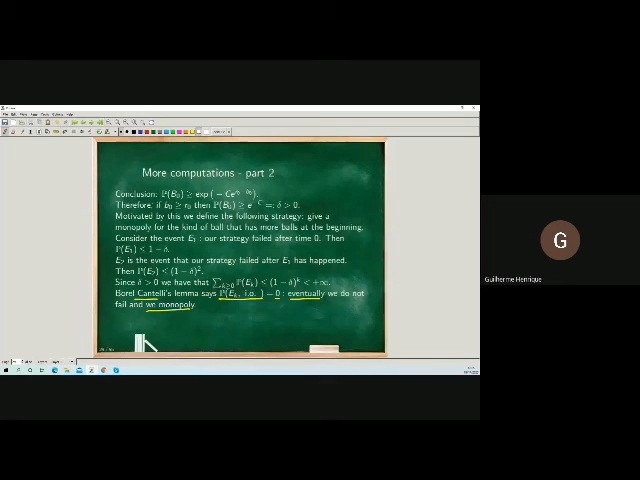 More computations - part 2
Conclusion: ℙ(B₀) ≥ exp (− Ce^{r₀−b₀}).
Therefore: if b₀ ≥ r₀ then ℙ(B₀) ≥ e^{−C} =: δ > 0.
Motivated by this we define the following strategy: give a
monopoly for the kind of ball that has more balls at the beginning.
Consider the event E₁ : our strategy failed after time 0. Then
ℙ(E₁) ≤ 1 − δ.
E₂ is the event that our strategy failed after E₁ has happened.
Then ℙ(E₂) ≤ (1 − δ)².
Since δ > 0 we have that ∑_{k≥0} ℙ(E_k) ≤ (1 − δ)^k < +∞.
Borel Cantelli's lemma says ℙ(E_k, i.o. ) = 0 : eventually we do not
fail and we monopoly.
G
Guilherme Henrique